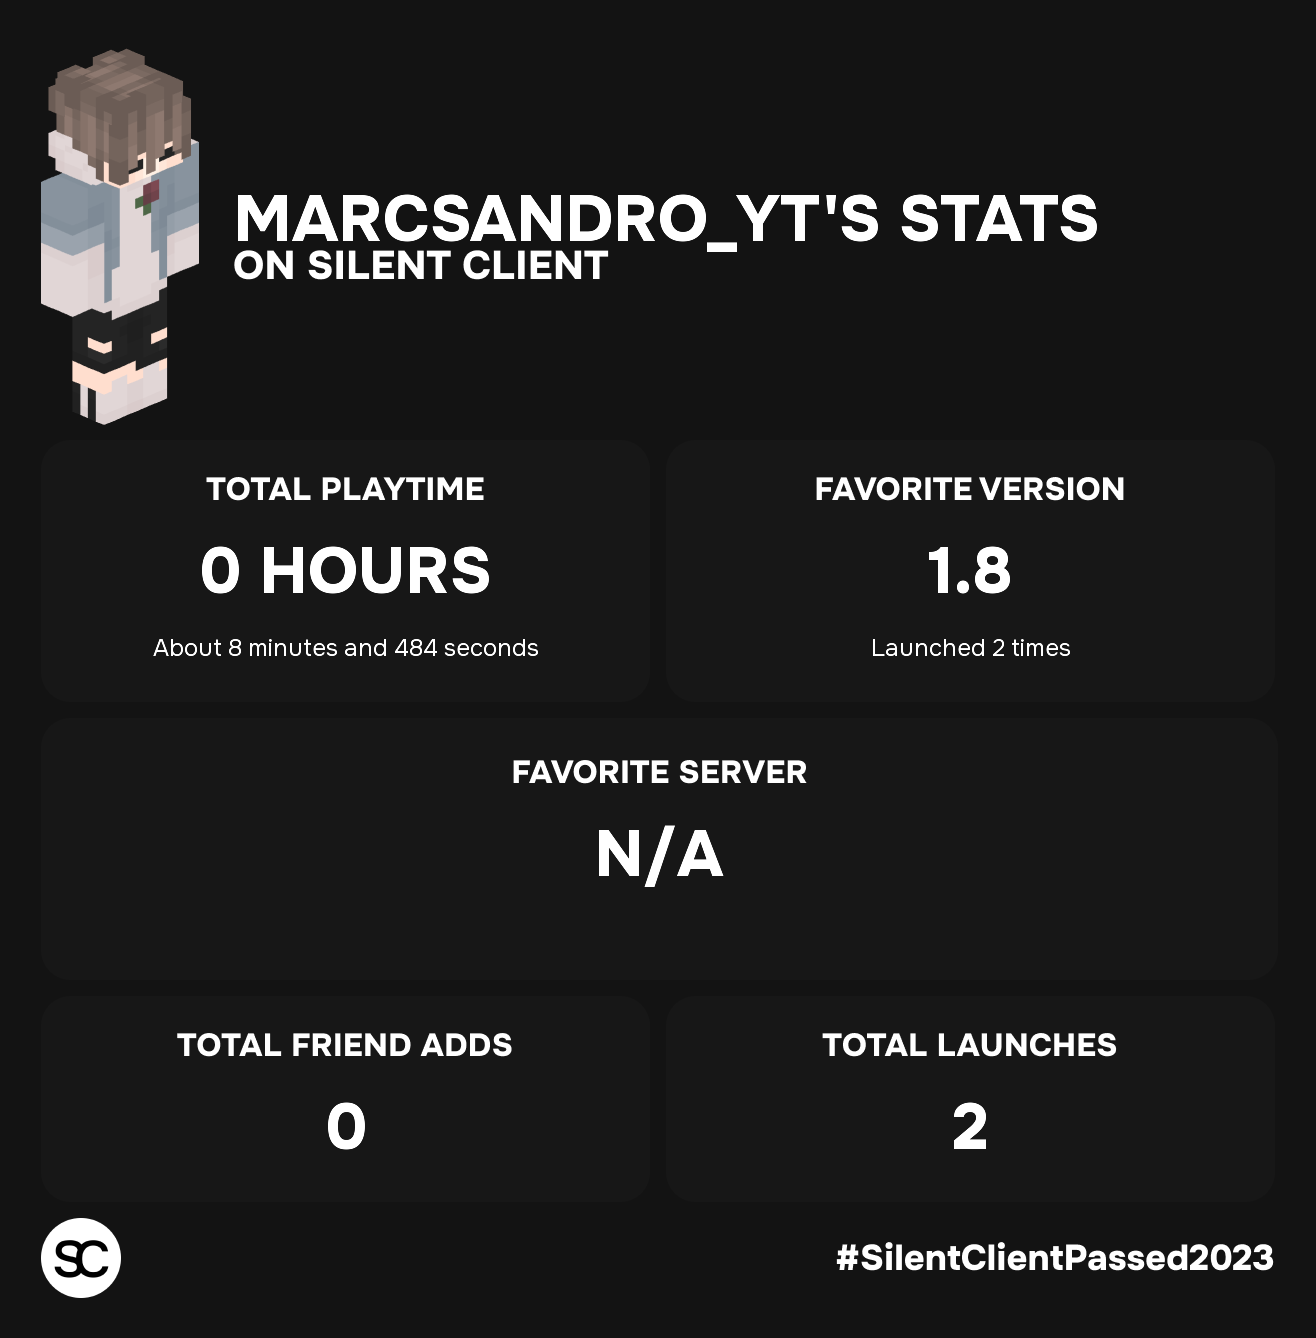 MARCSANDRO_YT'S STATS
ON SILENT CLIENT
TOTAL PLAYTIME
0 HOURS
About 8 minutes and 484 seconds
FAVORITE VERSION
1.8
Launched 2 times
FAVORITE SERVER
N/A
TOTAL FRIEND ADDS
0
TOTAL LAUNCHES
2
SC
#SilentClientPassed2023